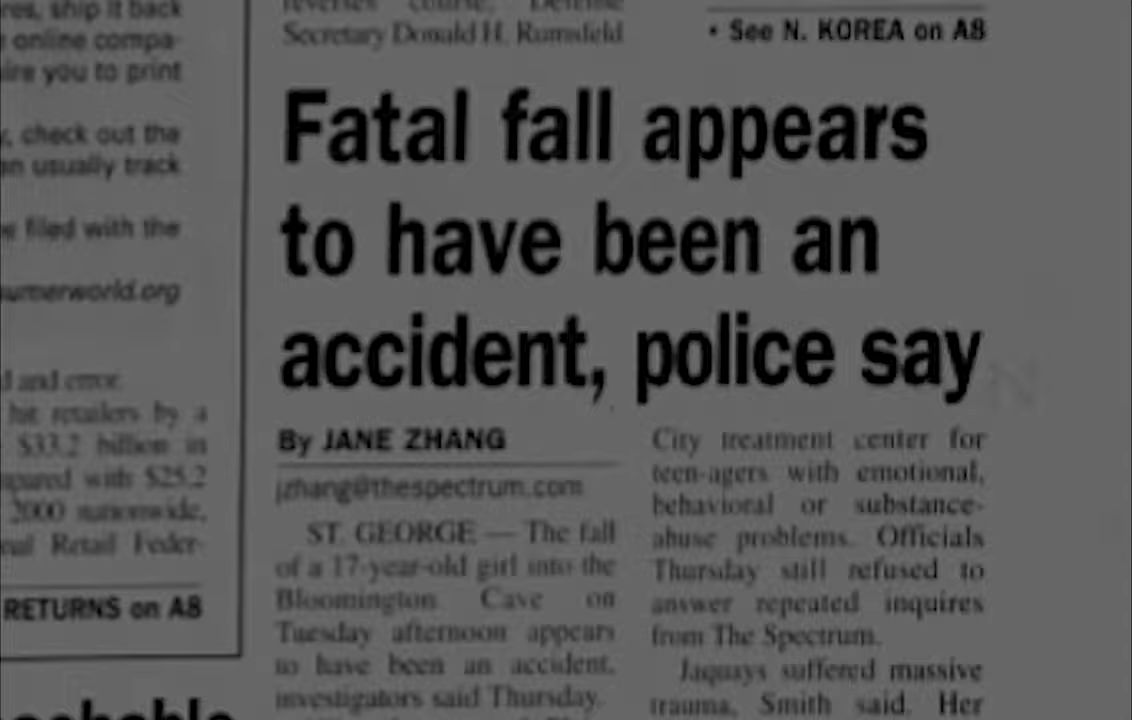 res, ship it back
online compa-
ire you to print
, check out the
an usually track
e filed with the
sumerworld.org
d and error.
hit retailers by a
$33.2 billion in
mpared with $25.2
2000 nationwide,
nal Retail Feder-
RETURNS on A8
reverses course, Defense
Secretary Donald H. Rumsfeld
• See N. KOREA on A8
Fatal fall appears
to have been an
accident, police say
By JANE ZHANG
jzhang@thespectrum.com
ST. GEORGE — The fall
of a 17-year-old girl into the
Bloomington Cave on
Tuesday afternoon appears
to have been an accident,
investigators said Thursday.
City treatment center for
teen-agers with emotional,
behavioral or substance-
abuse problems. Officials
Thursday still refused to
answer repeated inquires
from The Spectrum.
Jaquays suffered massive
trauma, Smith said. Her